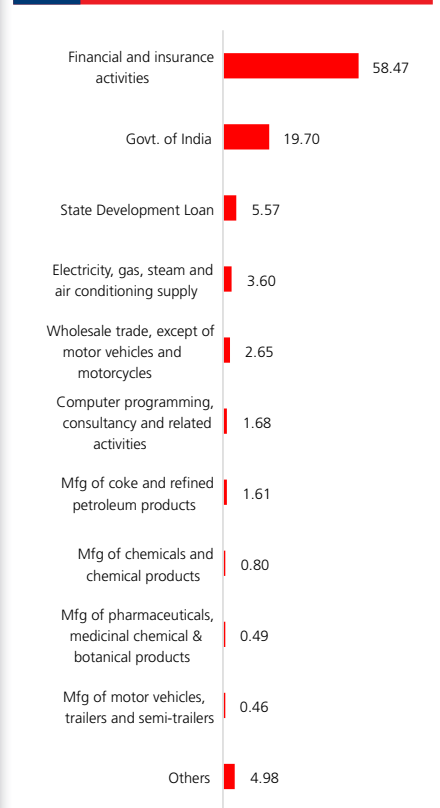 Financial and insurance
activities
58.47
Govt. of India
19.70
State Development Loan
5.57
Electricity, gas, steam and
air conditioning supply
3.60
Wholesale trade, except of
motor vehicles and
motorcycles
2.65
Computer programming,
consultancy and related
activities
1.68
Mfg of coke and refined
petroleum products
1.61
Mfg of chemicals and
chemical products
0.80
Mfg of pharmaceuticals,
medicinal chemical &
botanical products
0.49
Mfg of motor vehicles,
trailers and semi-trailers
0.46
Others
4.98